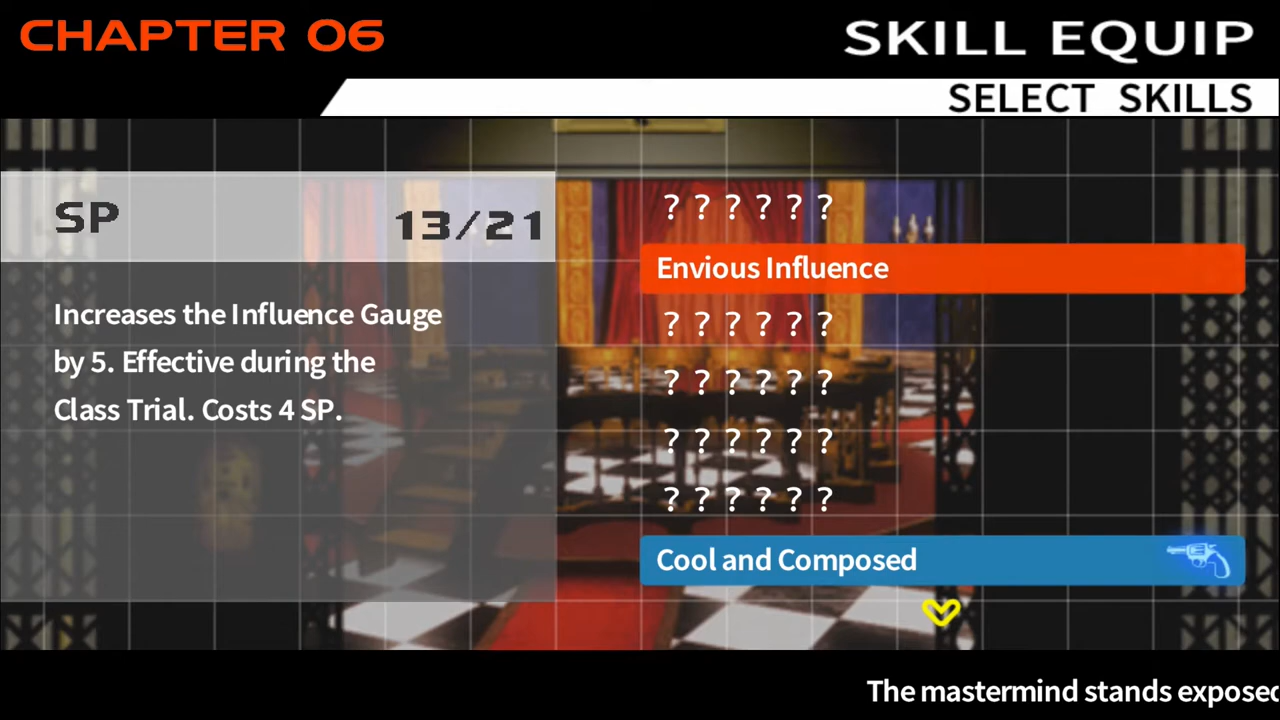 CHAPTER 06
SKILL EQUIP
SELECT SKILLS
SP 13/21
Increases the Influence Gauge
by 5. Effective during the
Class Trial. Costs 4 SP.
? ? ? ? ? ?
Envious Influence
? ? ? ? ? ?
? ? ? ? ? ?
? ? ? ? ? ?
? ? ? ? ? ?
Cool and Composed
The mastermind stands exposed